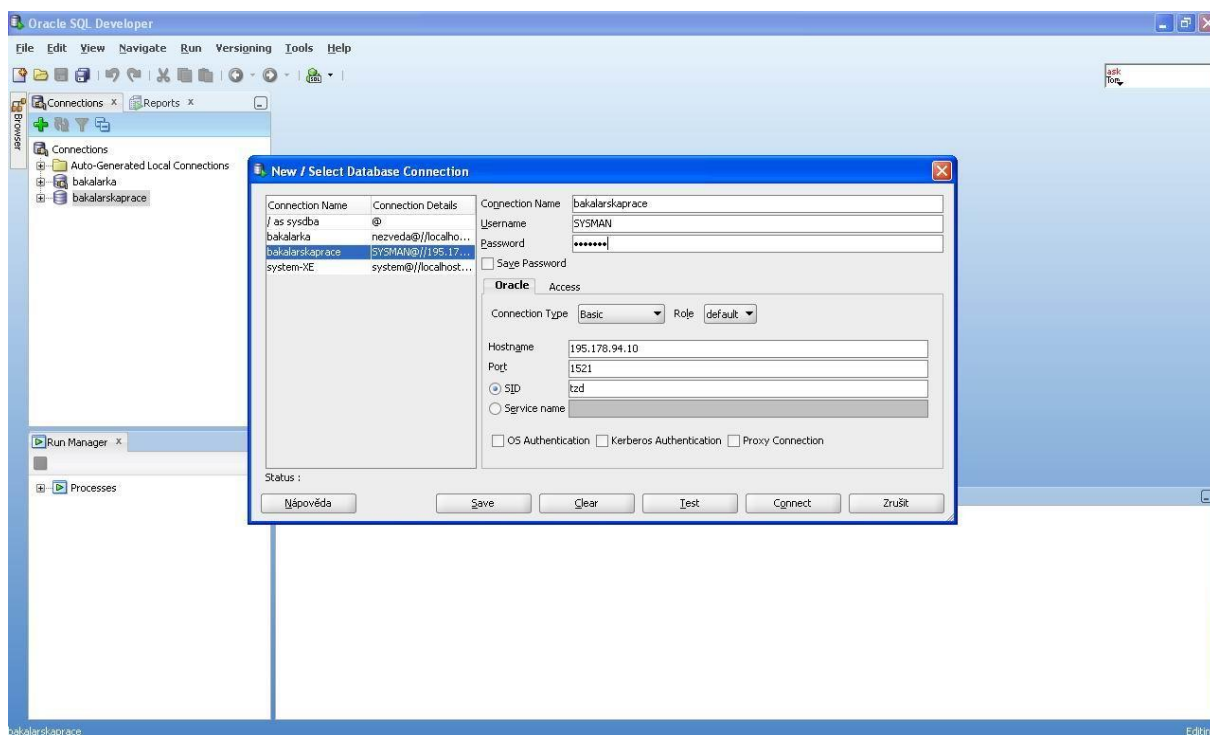 Oracle SQL Developer
File Edit View Navigate Run Versioning Tools Help
ask
Tom
Connections x Reports x
Browser
Connections
Auto-Generated Local Connections
bakalarka
bakalarskaprace
New / Select Database Connection
Connection Name Connection Details
/ as sysdba @
bakalarka nezveda@//localho...
bakalarskaprace SYSMAN@//195.17...
system-XE system@//localhost...
Connection Name bakalarskaprace
Username SYSMAN
Password •••••••
Save Password
Oracle Access
Connection Type Basic Role default
Hostname 195.178.94.10
Port 1521
SID tzd
Service name
OS Authentication Kerberos Authentication Proxy Connection
Status :
Nápověda Save Clear Test Connect Zrušit
Run Manager x
Processes
bakalarskaprace Editin